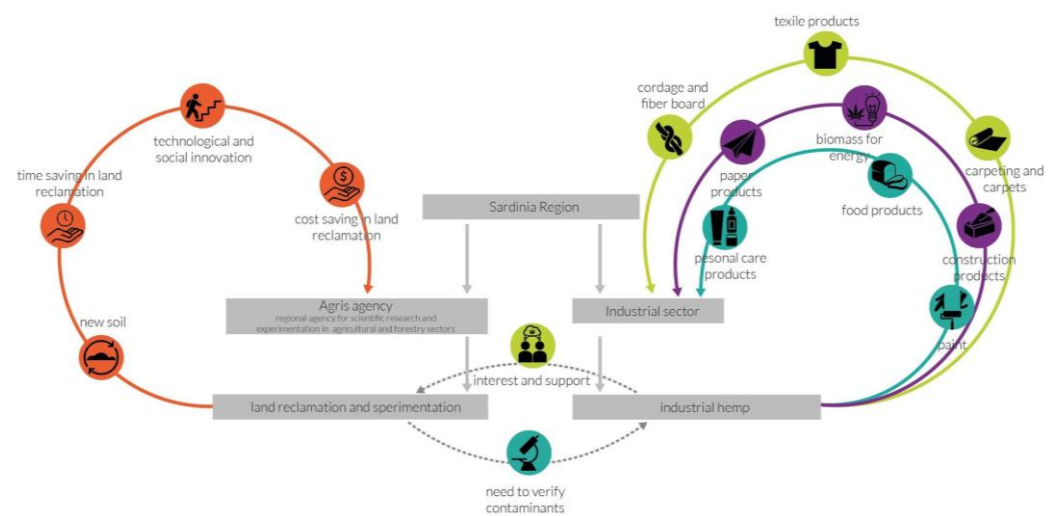 texile products
cordage and
fiber board
biomass for
energy
paper
products
carpeting and
carpets
food products
pesonal care
products
construction
products
paint
technological and
social innovation
time saving in land
reclamation
cost saving in land
reclamation
new soil
$
Sardinia Region
Agris agency
regional agency for scientific research and
experimentation in agricultural and forestry sectors
Industrial sector
interest and support
land reclamation and sperimentation
industrial hemp
need to verify
contaminants